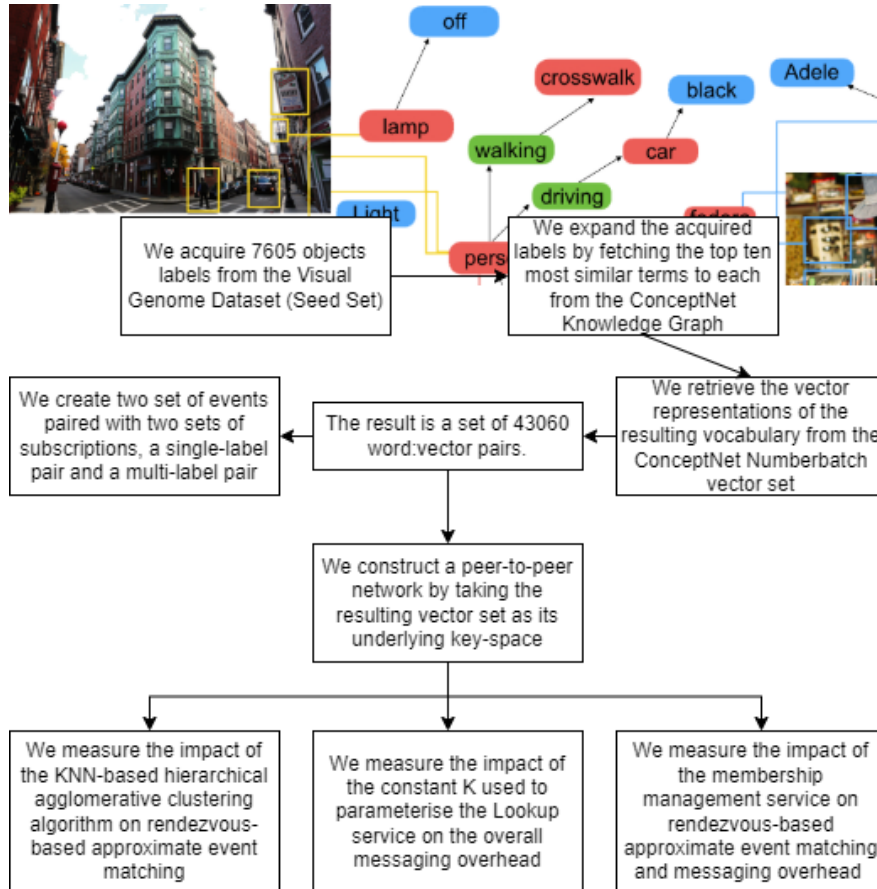 off
crosswalk
black
Adele
lamp
walking
car
driving
Light
We acquire 7605 objects
labels from the Visual
Genome Dataset (Seed Set)
We expand the acquired
labels by fetching the top ten
most similar terms to each
from the ConceptNet
Knowledge Graph
We create two set of events
paired with two sets of
subscriptions, a single-label
pair and a multi-label pair
The result is a set of 43060
word:vector pairs.
We retrieve the vector
representations of the
resulting vocabulary from the
ConceptNet Numberbatch
vector set
We construct a peer-to-peer
network by taking the
resulting vector set as its
underlying key-space
We measure the impact of
the KNN-based hierarchical
agglomerative clustering
algorithm on rendezvous-
based approximate event
matching
We measure the impact of
the constant K used to
parameterise the Lookup
service on the overall
messaging overhead
We measure the impact of
the membership
management service on
rendezvous-based
approximate event matching
and messaging overhead